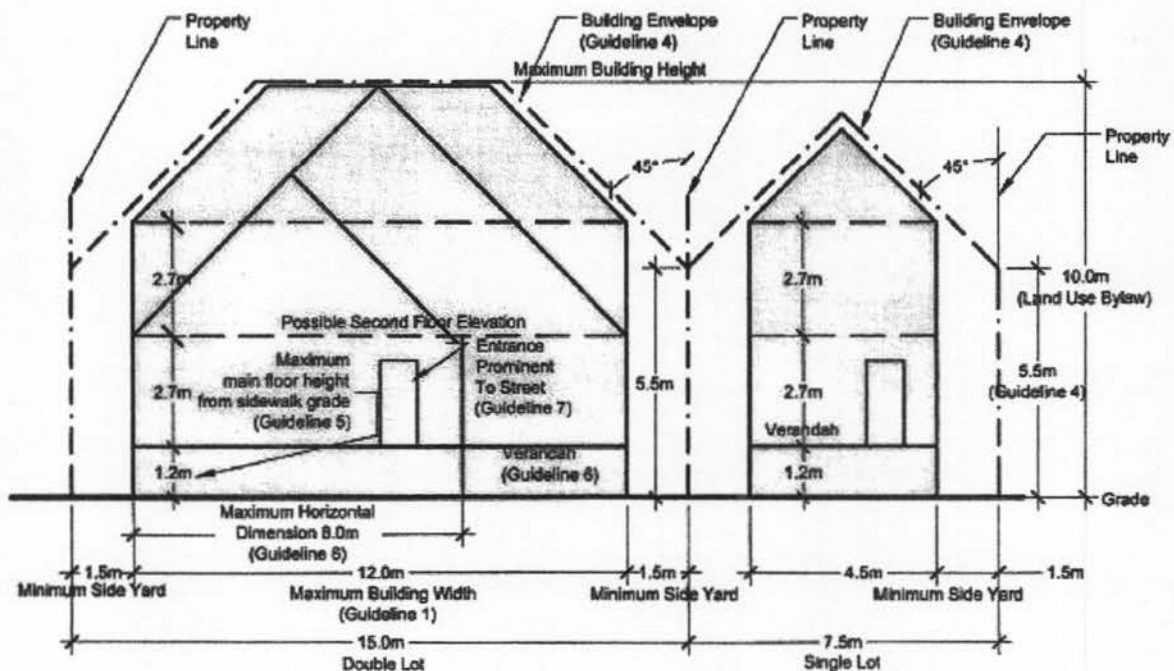 Property
Line
Building Envelope
(Guideline 4)
Property
Line
Building Envelope
(Guideline 4)
Maximum Building Height
Property
Line
45°
45°
2.7m
2.7m
10.0m
(Land Use Bylaw)
Possible Second Floor Elevation
Maximum
main floor height
from sidewalk grade
(Guideline 5)
Entrance
Prominent
To Street
(Guideline 7)
2.7m
5.5m
2.7m
5.5m
(Guideline 4)
Verandah
(Guideline 6)
Verandah
1.2m
1.2m
Grade
Maximum Horizontal
Dimension 8.0m
(Guideline 6)
1.5m
Minimum Side Yard
12.0m
Maximum Building Width
(Guideline 1)
1.5m
Minimum Side Yard
4.5m
Minimum Side Yard
1.5m
15.0m
Double Lot
7.5m
Single Lot